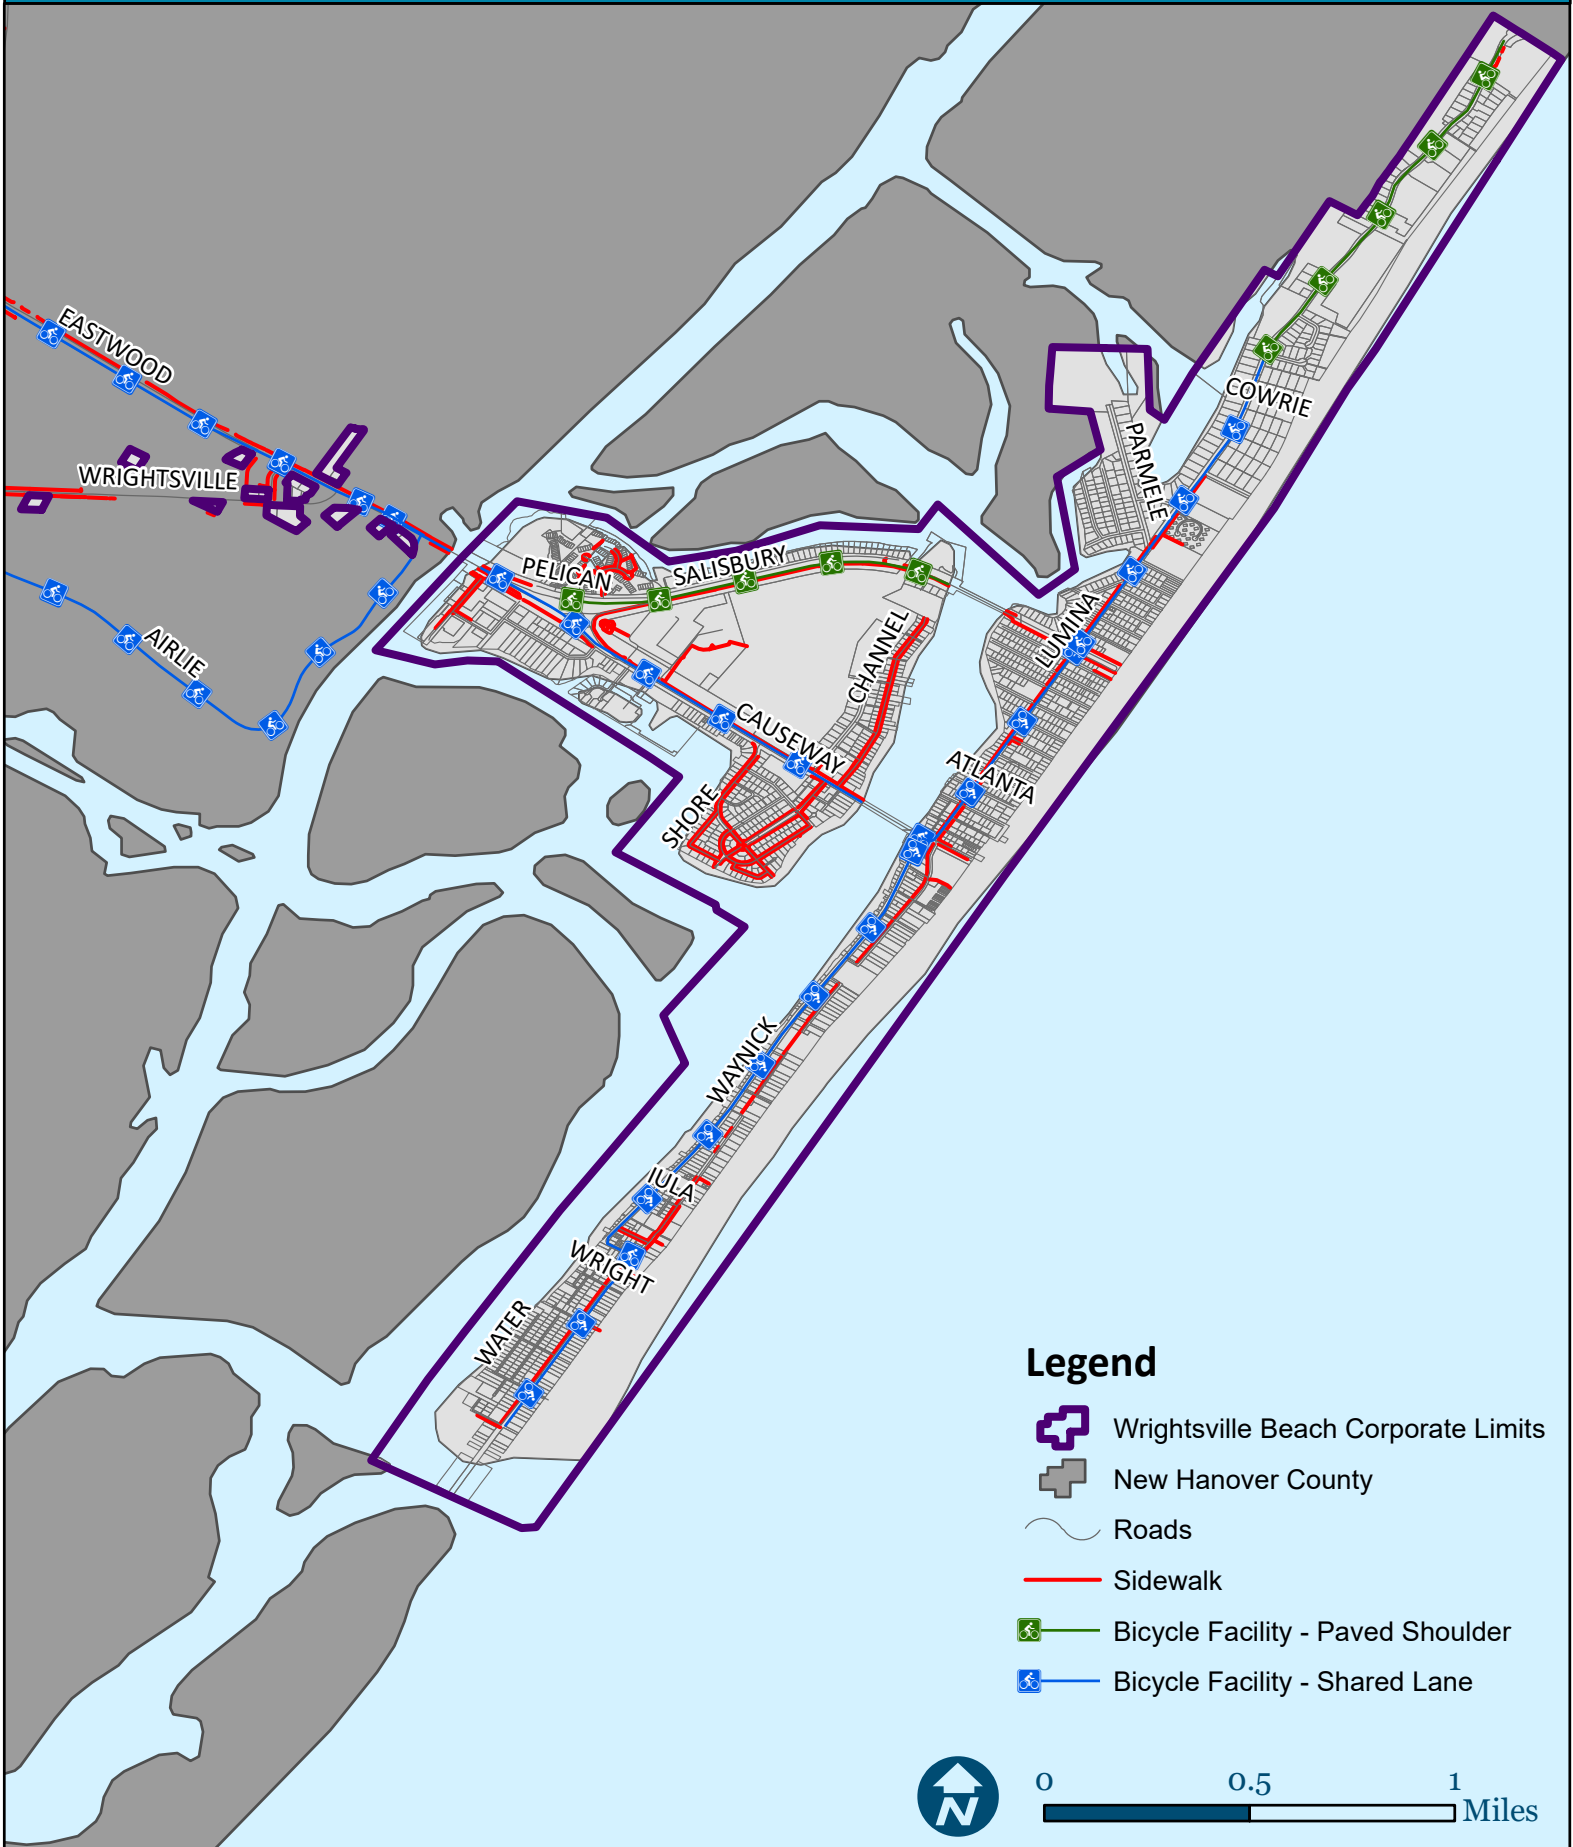 EASTWOOD
WRIGHTSVILLE
AIRLIE
PELICAN
SALISBURY
CHANNEL
CAUSEWAY
SHORE
PARMELE
COWRIE
LUMINA
ATLANTA
WAYNICK
IULA
WRIGHT
WATER
Legend
Wrightsville Beach Corporate Limits
New Hanover County
Roads
Sidewalk
Bicycle Facility - Paved Shoulder
Bicycle Facility - Shared Lane
N
0 0.5 1
Miles